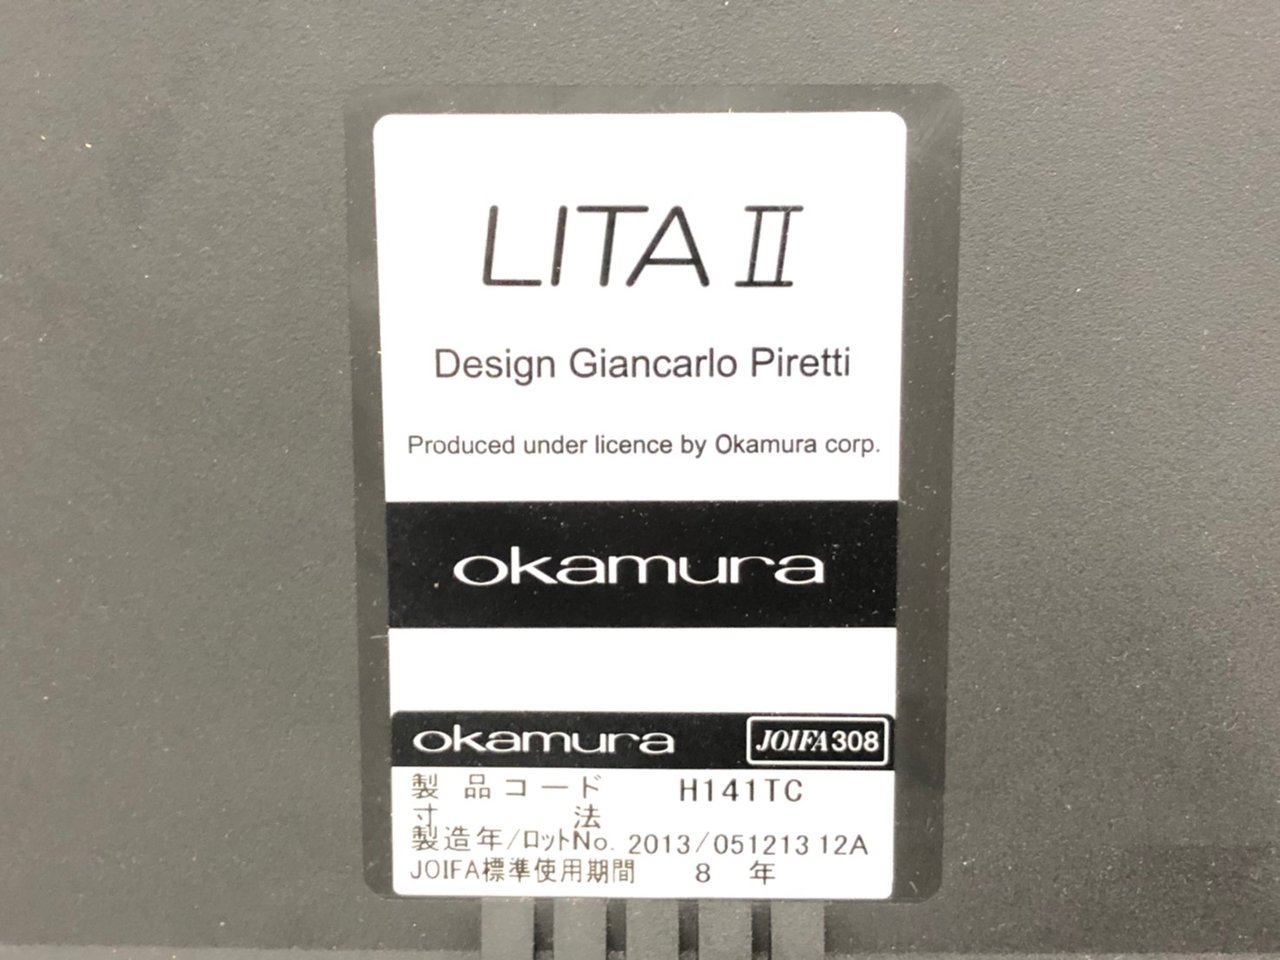 LITA II
Design Giancarlo Piretti
Produced under licence by Okamura corp.
okamura
okamura JOIFA308
製品コード H141TC
寸法
製造年/ロットNo. 2013/051213 12A
JOIFA標準使用期間 8 年